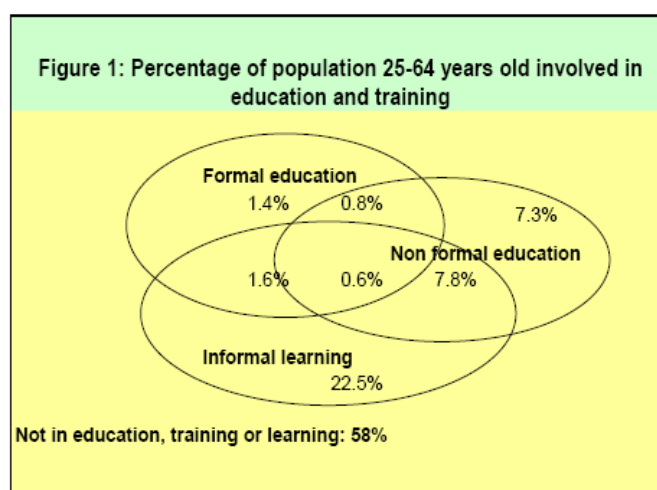 Figure 1: Percentage of population 25-64 years old involved in
education and training
Formal education
1.4% 0.8%
7.3%
Non formal education
1.6% 0.6% 7.8%
Informal learning
22.5%
Not in education, training or learning: 58%